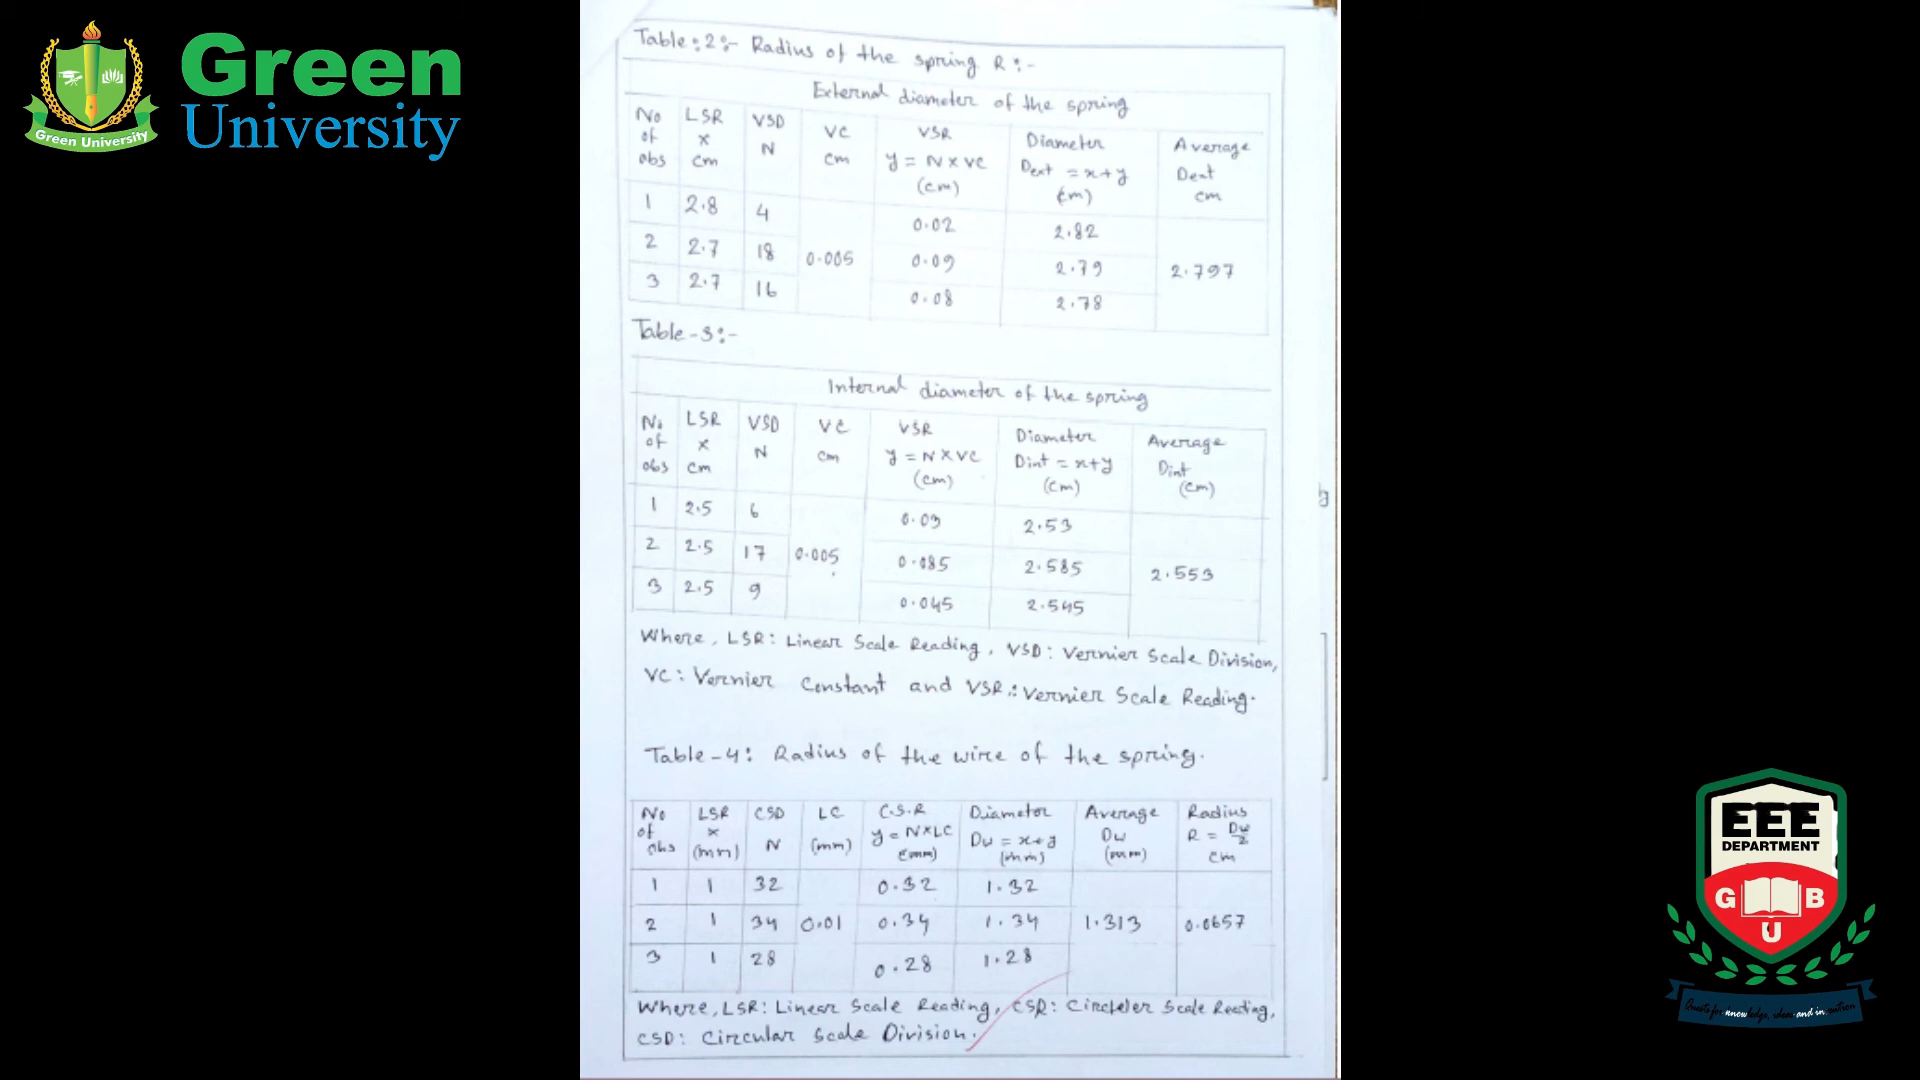 Green
University
Green University
Table:2:- Radius of the spring R:-
External diameter of the spring
No of obs | LSR x cm | VSD N | VC cm | VSR y = N x VC (cm) | Diameter Dext = x+y (cm) | Average Dext cm
1 | 2.8 | 4 | 0.005 | 0.02 | 2.82 | 2.797
2 | 2.7 | 18 | 0.09 | 2.79
3 | 2.7 | 16 | 0.08 | 2.78
Table-3:-
Internal diameter of the spring
No of obs | LSR x cm | VSD N | VC cm | VSR y = N x VC (cm) | Diameter Dint = x+y (cm) | Average Dint (cm)
1 | 2.5 | 6 | 0.005 | 0.03 | 2.53 | 2.553
2 | 2.5 | 17 | 0.085 | 2.585
3 | 2.5 | 9 | 0.045 | 2.545
Where, LSR: Linear Scale Reading, VSD: Vernier Scale Division,
VC: Vernier Constant and VSR: Vernier Scale Reading.
Table-4: Radius of the wire of the spring.
No of obs | LSR x (mm) | CSD N | LC (mm) | C.S.R y = N x LC (mm) | Diameter Dw = x+y (mm) | Average Dw (mm) | Radius R = Dw/2 cm
1 | 1 | 32 | 0.01 | 0.32 | 1.32 | 1.313 | 0.0657
2 | 1 | 34 | 0.34 | 1.34
3 | 1 | 28 | 0.28 | 1.28
Where, LSR: Linear Scale Reading, CSR: Scale Reading,
CSD: Circular Scale Division.
EEE
DEPARTMENT
G U B
Quests for knowledge, ideas and innovation